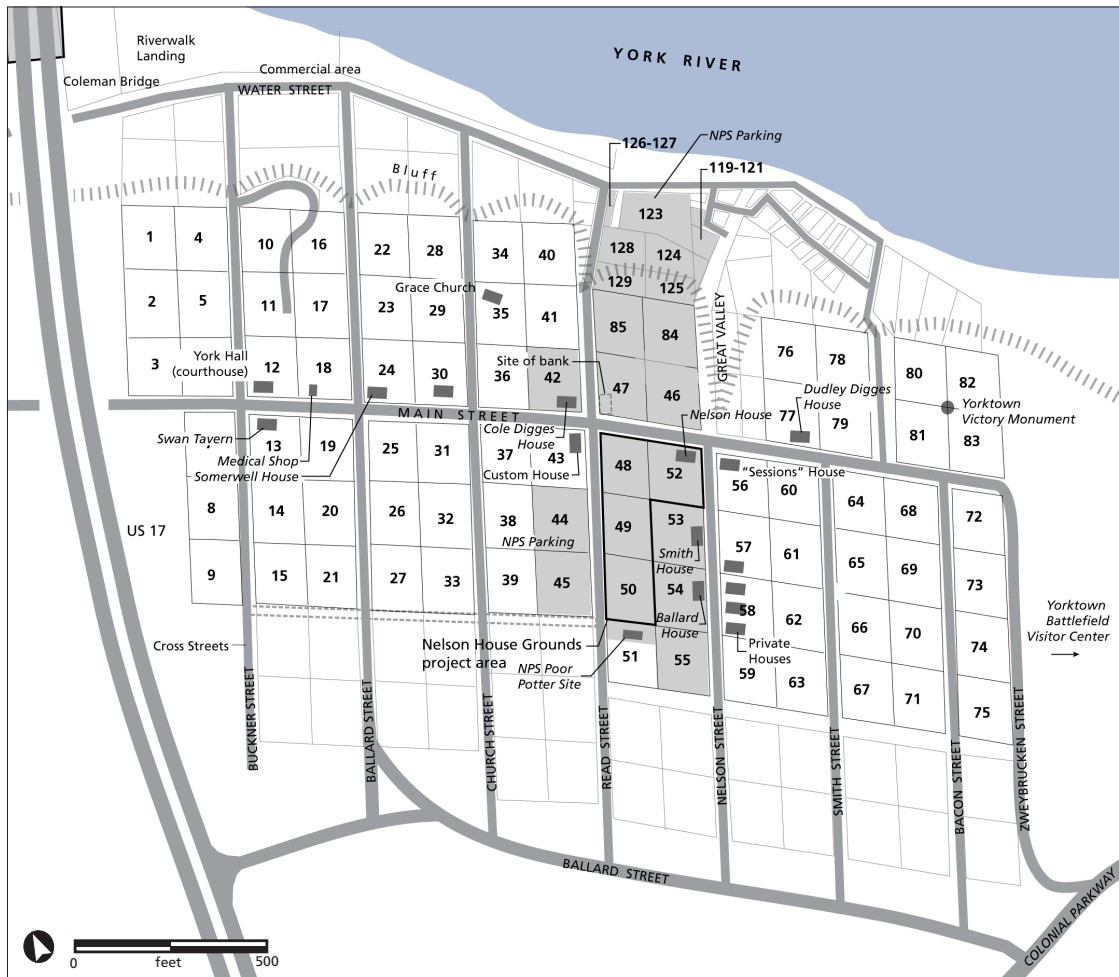 Riverwalk
Landing
Coleman Bridge
Commercial area
WATER STREET
YORK RIVER
Bluff
126-127
NPS Parking
119-121
123
1
4
10
16
22
28
34
40
128
124
129
125
2
5
11
17
23
29
Grace Church
35
41
85
84
GREAT VALLEY
76
78
80
82
3
York Hall
(courthouse)
12
18
24
30
36
42
Site of bank
47
46
77
Dudley Digges
House
79
81
83
Yorktown
Victory Monument
MAIN STREET
Swan Tavern
13
19
Medical Shop
Somerwell House
25
31
37
43
Cole Digges
House
Custom House
48
52
Nelson House
"Sessions" House
56
60
64
68
72
US 17
8
14
20
26
32
38
44
NPS Parking
49
53
Smith
House
57
61
65
69
73
9
15
21
27
33
39
45
50
54
Ballard
House
58
62
66
70
74
Yorktown
Battlefield
Visitor Center
Cross Streets
Nelson House Grounds
project area
NPS Poor
Potter Site
51
55
Private
Houses
59
63
67
71
75
BUCKNER STREET
BALLARD STREET
CHURCH STREET
READ STREET
NELSON STREET
SMITH STREET
BACON STREET
ZWEYBRUCKEN STREET
BALLARD STREET
COLONIAL PARKWAY
0 feet 500